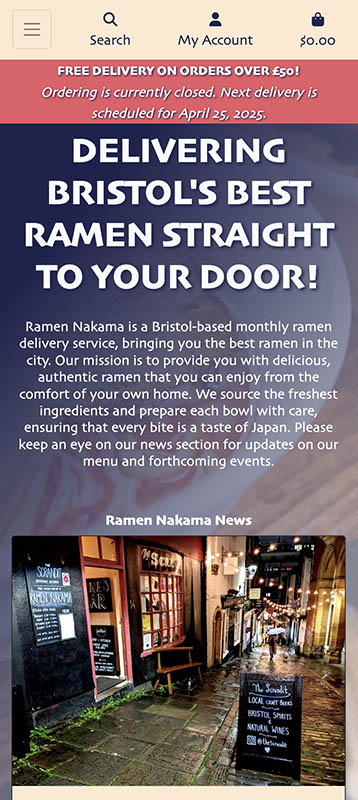 Search
My Account
$0.00
FREE DELIVERY ON ORDERS OVER £50!
Ordering is currently closed. Next delivery is
scheduled for April 25, 2025.
DELIVERING
BRISTOL'S BEST
RAMEN STRAIGHT
TO YOUR DOOR!
Ramen Nakama is a Bristol-based monthly ramen
delivery service, bringing you the best ramen in the
city. Our mission is to provide you with delicious,
authentic ramen that you can enjoy from the
comfort of your own home. We source the freshest
ingredients and prepare each bowl with care,
ensuring that every bite is a taste of Japan. Please
keep an eye on our news section for updates on our
menu and forthcoming events.
Ramen Nakama News
THE
SCRANDIT
RAMEN NAKAMA
The Scrandit
LOCAL CRAFT BEERS
BRISTOL SPIRITS
&
NATURAL WINES
@thescrandit